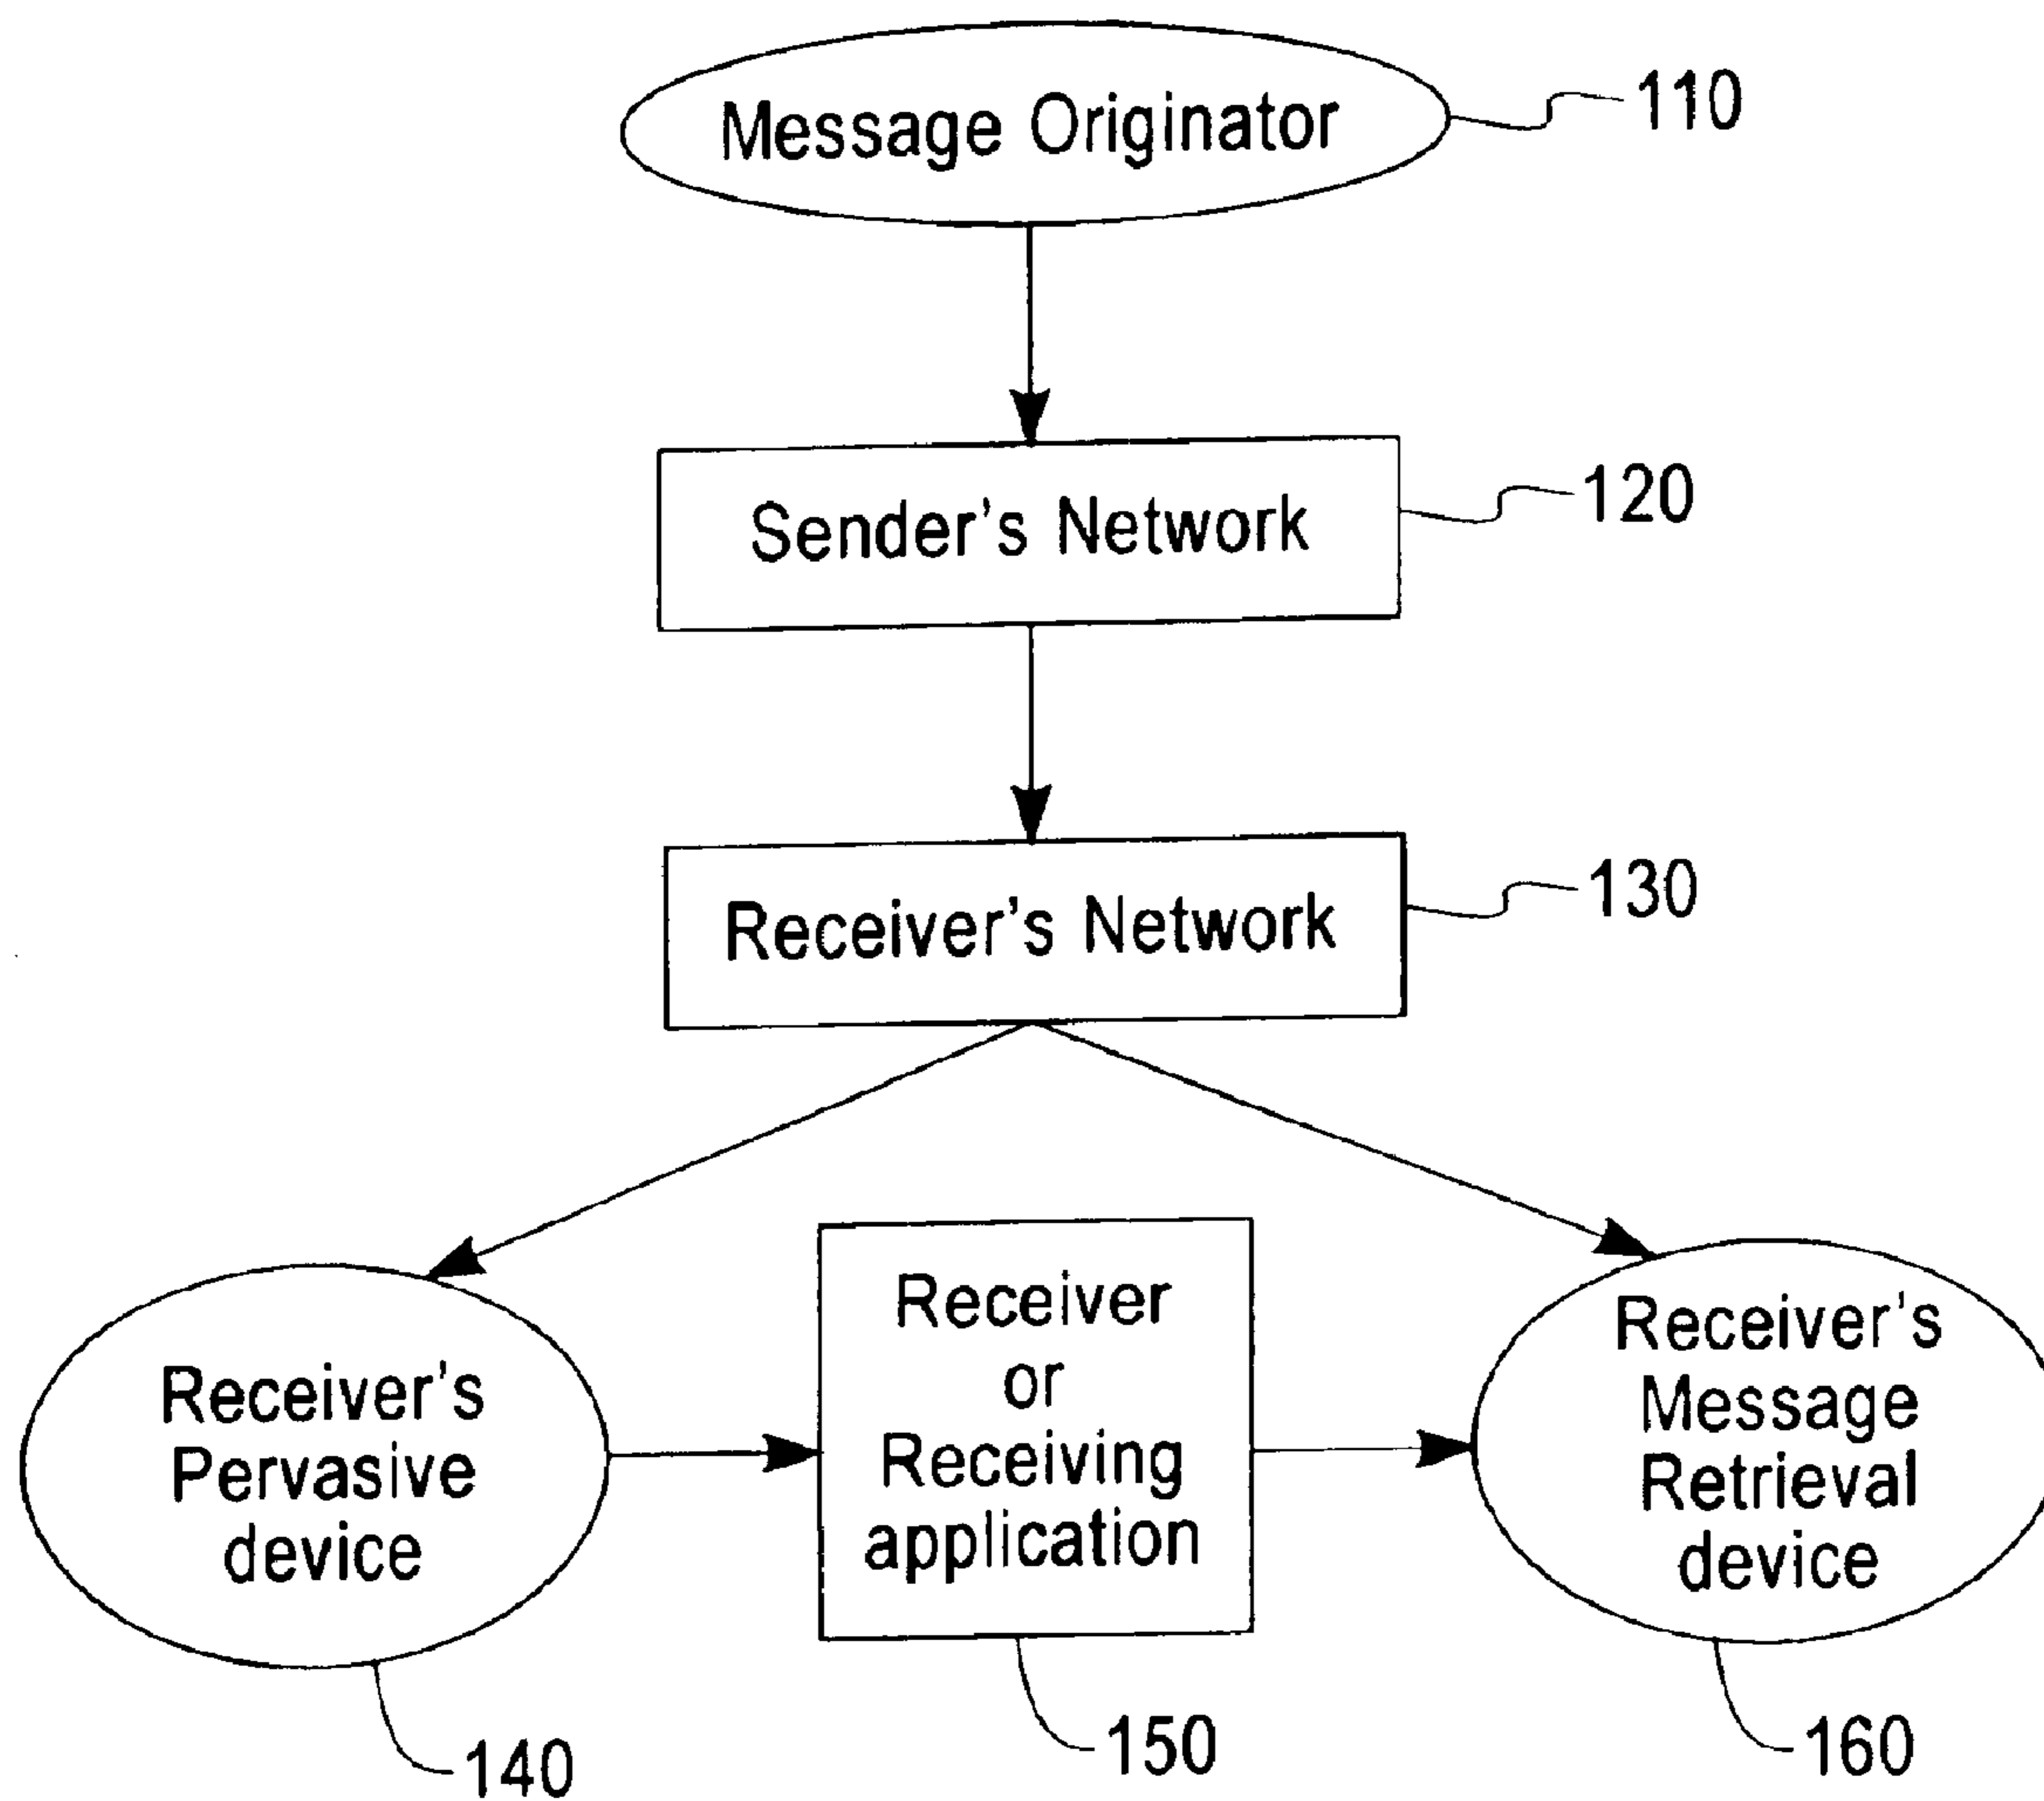 Message Originator
110
Sender's Network
120
Receiver's Network
130
Receiver's
Pervasive
device
140
Receiver
or
Receiving
application
150
Receiver's
Message
Retrieval
device
160